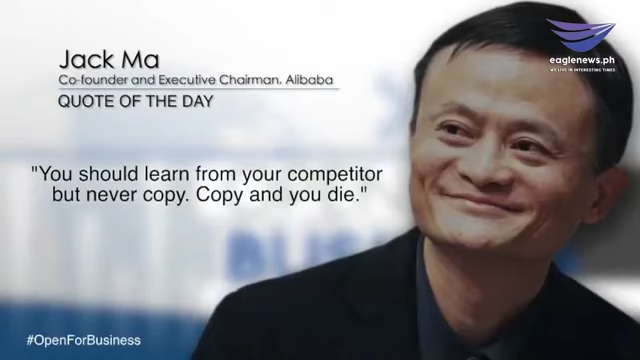 Jack Ma
Co-founder and Executive Chairman, Alibaba
QUOTE OF THE DAY
eaglenews.ph
WE LIVE IN INTERESTING TIMES
"You should learn from your competitor
but never copy. Copy and you die."
#OpenForBusiness